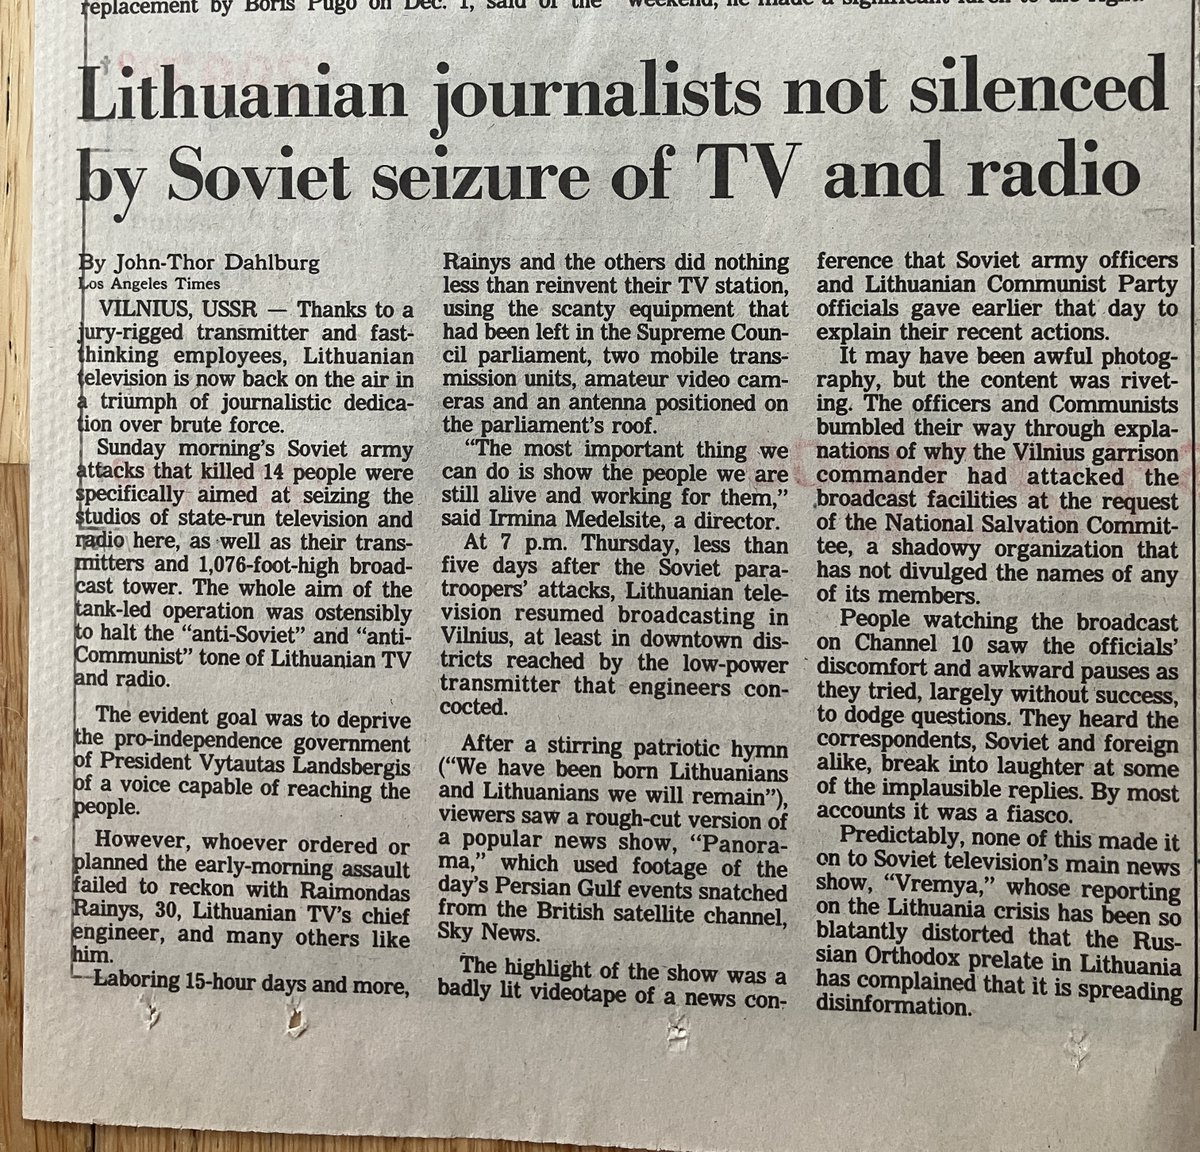 replacement by Boris Pugo on Dec. 1, said of the
weekend, he made a significant lurch to the right.
Lithuanian journalists not silenced
by Soviet seizure of TV and radio
By John-Thor Dahlburg
Los Angeles Times
VILNIUS, USSR — Thanks to a
jury-rigged transmitter and fast-
thinking employees, Lithuanian
television is now back on the air in
a triumph of journalistic dedica-
tion over brute force.
Sunday morning's Soviet army
attacks that killed 14 people were
specifically aimed at seizing the
studios of state-run television and
radio here, as well as their trans-
mitters and 1,076-foot-high broad-
cast tower. The whole aim of the
tank-led operation was ostensibly
to halt the “anti-Soviet” and “anti-
Communist” tone of Lithuanian TV
and radio.
The evident goal was to deprive
the pro-independence government
of President Vytautas Landsbergis
of a voice capable of reaching the
people.
However, whoever ordered or
planned the early-morning assault
failed to reckon with Raimondas
Rainys, 30, Lithuanian TV's chief
engineer, and many others like
him.
Laboring 15-hour days and more,
Rainys and the others did nothing
less than reinvent their TV station,
using the scanty equipment that
had been left in the Supreme Coun-
cil parliament, two mobile trans-
mission units, amateur video cam-
eras and an antenna positioned on
the parliament's roof.
“The most important thing we
can do is show the people we are
still alive and working for them,”
said Irmina Medelsite, a director.
At 7 p.m. Thursday, less than
five days after the Soviet para-
troopers' attacks, Lithuanian tele-
vision resumed broadcasting in
Vilnius, at least in downtown dis-
tricts reached by the low-power
transmitter that engineers con-
cocted.
After a stirring patriotic hymn
(“We have been born Lithuanians
and Lithuanians we will remain”),
viewers saw a rough-cut version of
a popular news show, “Panora-
ma,” which used footage of the
day's Persian Gulf events snatched
from the British satellite channel,
Sky News.
The highlight of the show was a
badly lit videotape of a news con-
ference that Soviet army officers
and Lithuanian Communist Party
officials gave earlier that day to
explain their recent actions.
It may have been awful photog-
raphy, but the content was rivet-
ing. The officers and Communists
bumbled their way through expla-
nations of why the Vilnius garrison
commander had attacked the
broadcast facilities at the request
of the National Salvation Commit-
tee, a shadowy organization that
has not divulged the names of any
of its members.
People watching the broadcast
on Channel 10 saw the officials'
discomfort and awkward pauses as
they tried, largely without success,
to dodge questions. They heard the
correspondents, Soviet and foreign
alike, break into laughter at some
of the implausible replies. By most
accounts it was a fiasco.
Predictably, none of this made it
on to Soviet television's main news
show, “Vremya,” whose reporting
on the Lithuania crisis has been so
blatantly distorted that the Rus-
sian Orthodox prelate in Lithuania
has complained that it is spreading
disinformation.